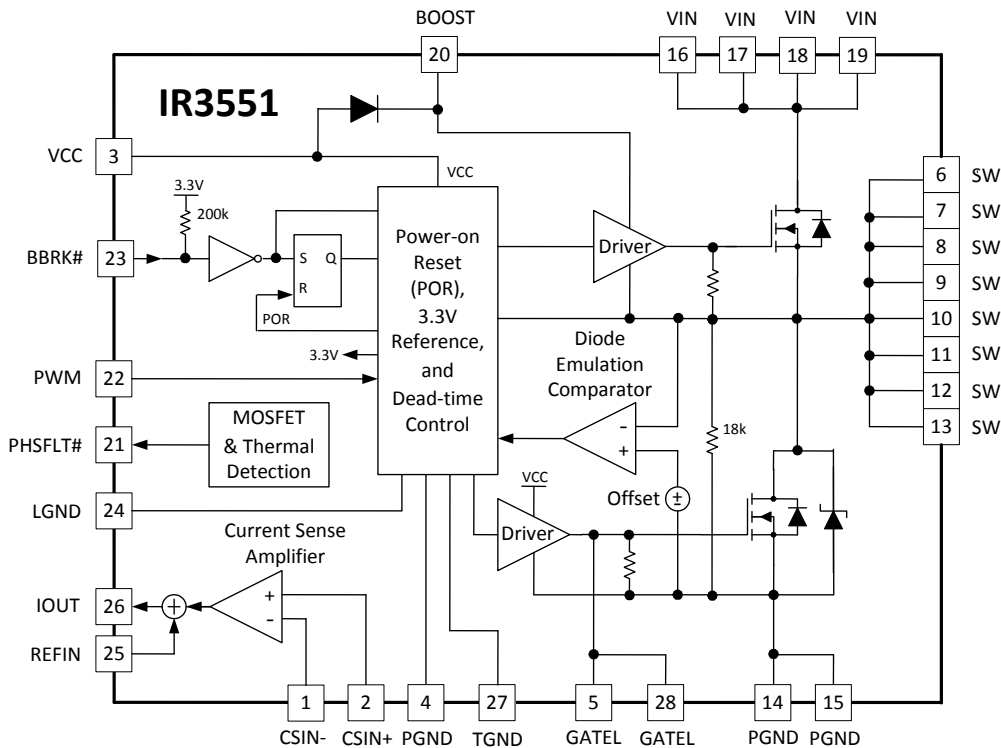 BOOST
VIN
VIN
VIN
VIN
20
16
17
18
19
IR3551
VCC
3
VCC
3.3V
200k
BBRK#
23
S
Q
R
POR
Power-on
Reset
(POR),
3.3V
Reference,
and
Dead-time
Control
3.3V
Driver
6
SW
7
SW
8
SW
9
SW
10
SW
11
SW
12
SW
13
SW
PWM
22
Diode
Emulation
Comparator
-
+
18k
PHSFLT#
21
MOSFET
& Thermal
Detection
Offset
±
LGND
24
VCC
Driver
Current Sense
Amplifier
+
-
IOUT
26
+
REFIN
25
1
2
4
27
5
28
14
15
CSIN-
CSIN+
PGND
TGND
GATEL
GATEL
PGND
PGND